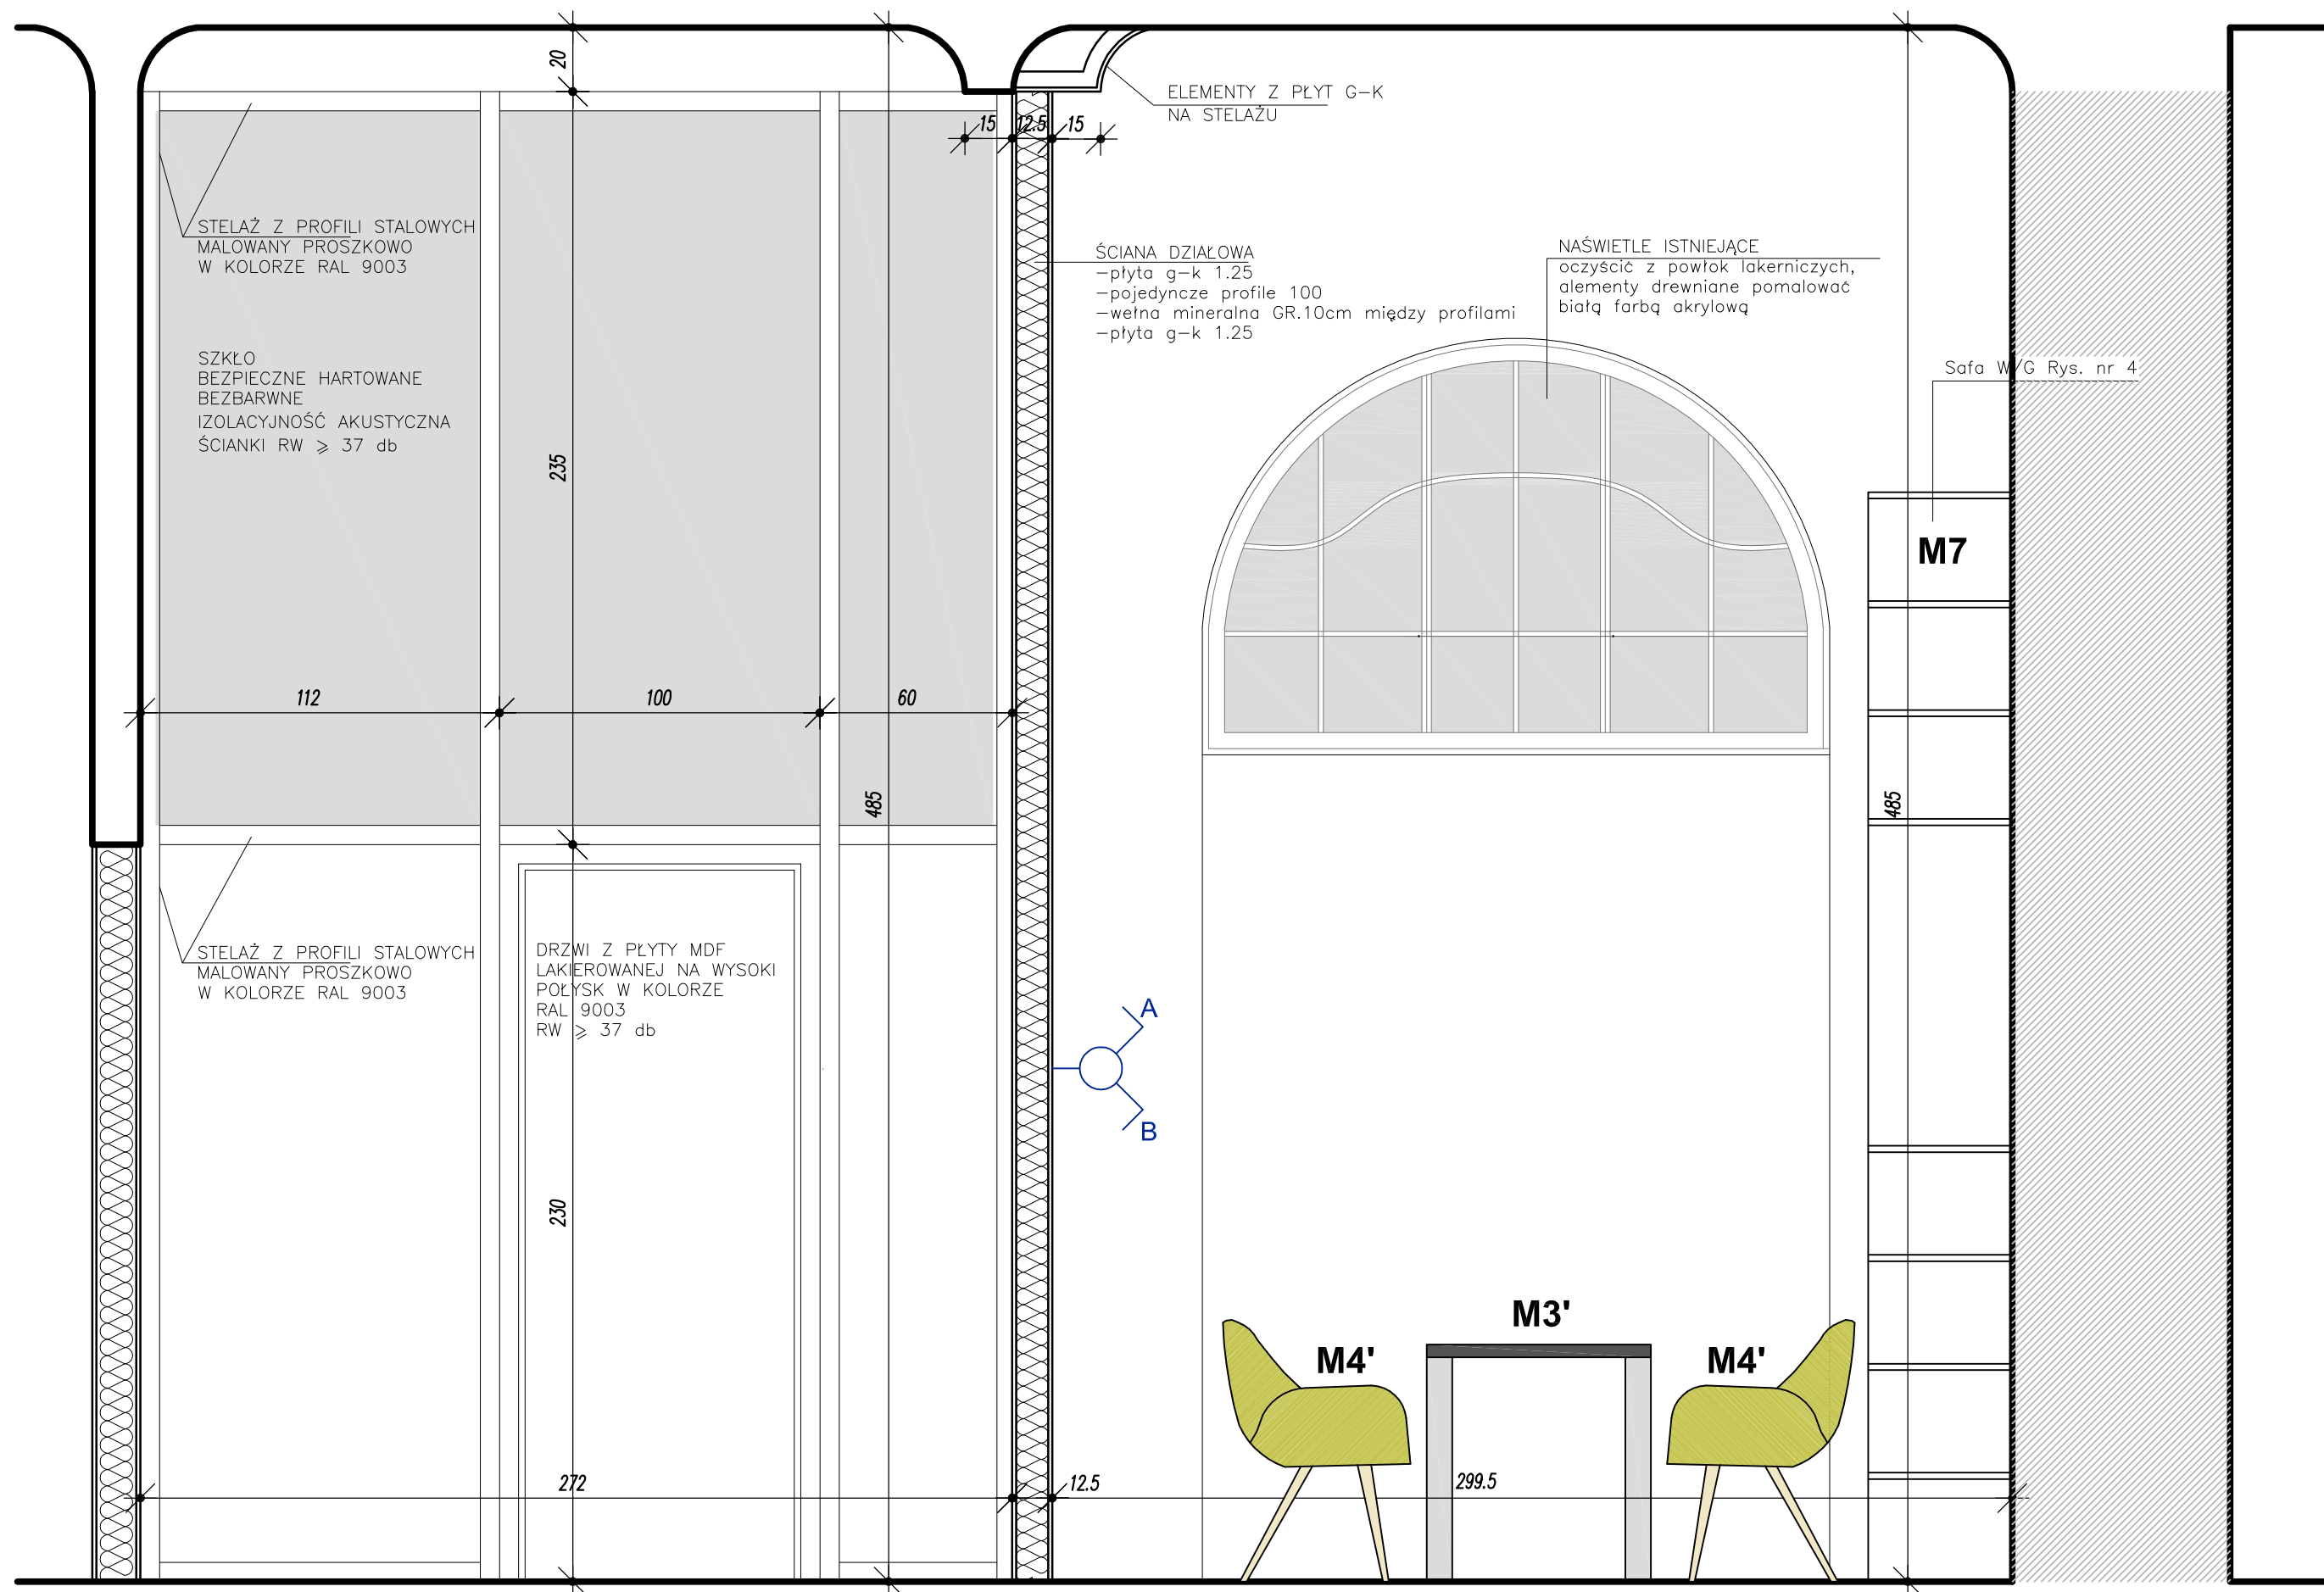 20
15
12.5
15
ELEMENTY Z PŁYT G-K
NA STELAŻU
STELAŻ Z PROFILI STALOWYCH
MALOWANY PROSZKOWO
W KOLORZE RAL 9003
SZKŁO
BEZPIECZNE HARTOWANE
BEZBARWNE
IZOLACYJNOŚĆ AKUSTYCZNA
ŚCIANKI RW ⩾ 37 db
235
ŚCIANA DZIAŁOWA
-płyta g-k 1.25
-pojedyncze profile 100
-wełna mineralna GR.10cm między profilami
-płyta g-k 1.25
NAŚWIETLE ISTNIEJĄCE
oczyścić z powłok lakerniczych,
alementy drewniane pomalować
białą farbą akrylową
Safa W/G Rys. nr 4
M7
112
100
60
485
485
STELAŻ Z PROFILI STALOWYCH
MALOWANY PROSZKOWO
W KOLORZE RAL 9003
DRZWI Z PŁYTY MDF
LAKIEROWANEJ NA WYSOKI
POŁYSK W KOLORZE
RAL 9003
RW ⩾ 37 db
A
B
230
M3'
M4'
M4'
272
12.5
299.5